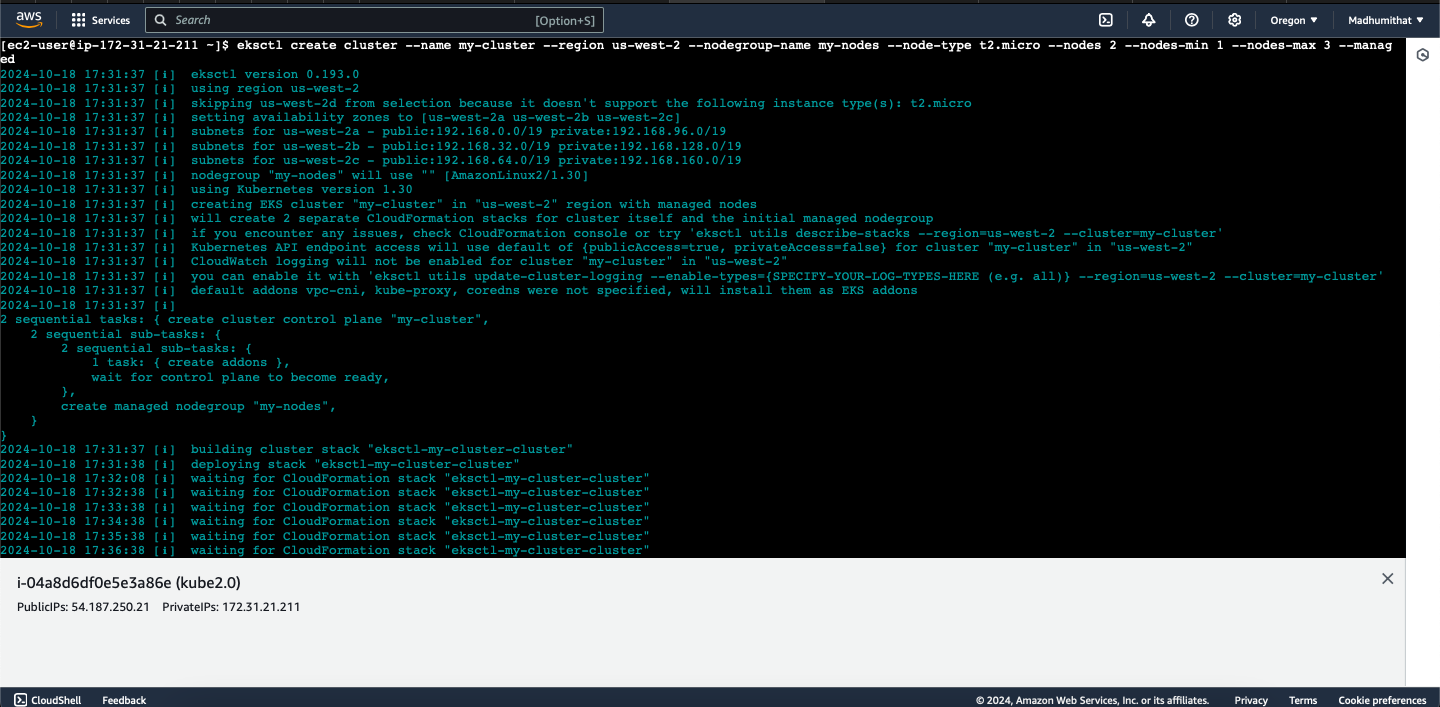 aws
Services
Search
[Option+S]
Oregon
Madhumithat
[ec2-user@ip-172-31-21-211 ~]$ eksctl create cluster --name my-cluster --region us-west-2 --nodegroup-name my-nodes --node-type t2.micro --nodes 2 --nodes-min 1 --nodes-max 3 --manag
ed
2024-10-18 17:31:37 [ℹ]  eksctl version 0.193.0
2024-10-18 17:31:37 [ℹ]  using region us-west-2
2024-10-18 17:31:37 [ℹ]  skipping us-west-2d from selection because it doesn't support the following instance type(s): t2.micro
2024-10-18 17:31:37 [ℹ]  setting availability zones to [us-west-2a us-west-2b us-west-2c]
2024-10-18 17:31:37 [ℹ]  subnets for us-west-2a - public:192.168.0.0/19 private:192.168.96.0/19
2024-10-18 17:31:37 [ℹ]  subnets for us-west-2b - public:192.168.32.0/19 private:192.168.128.0/19
2024-10-18 17:31:37 [ℹ]  subnets for us-west-2c - public:192.168.64.0/19 private:192.168.160.0/19
2024-10-18 17:31:37 [ℹ]  nodegroup "my-nodes" will use "" [AmazonLinux2/1.30]
2024-10-18 17:31:37 [ℹ]  using Kubernetes version 1.30
2024-10-18 17:31:37 [ℹ]  creating EKS cluster "my-cluster" in "us-west-2" region with managed nodes
2024-10-18 17:31:37 [ℹ]  will create 2 separate CloudFormation stacks for cluster itself and the initial managed nodegroup
2024-10-18 17:31:37 [ℹ]  if you encounter any issues, check CloudFormation console or try 'eksctl utils describe-stacks --region=us-west-2 --cluster=my-cluster'
2024-10-18 17:31:37 [ℹ]  Kubernetes API endpoint access will use default of {publicAccess=true, privateAccess=false} for cluster "my-cluster" in "us-west-2"
2024-10-18 17:31:37 [ℹ]  CloudWatch logging will not be enabled for cluster "my-cluster" in "us-west-2"
2024-10-18 17:31:37 [ℹ]  you can enable it with 'eksctl utils update-cluster-logging --enable-types={SPECIFY-YOUR-LOG-TYPES-HERE (e.g. all)} --region=us-west-2 --cluster=my-cluster'
2024-10-18 17:31:37 [ℹ]  default addons vpc-cni, kube-proxy, coredns were not specified, will install them as EKS addons
2024-10-18 17:31:37 [ℹ]
2 sequential tasks: { create cluster control plane "my-cluster",
    2 sequential sub-tasks: {
        2 sequential sub-tasks: {
            1 task: { create addons },
            wait for control plane to become ready,
        },
        create managed nodegroup "my-nodes",
    }
}
2024-10-18 17:31:37 [ℹ]  building cluster stack "eksctl-my-cluster-cluster"
2024-10-18 17:31:38 [ℹ]  deploying stack "eksctl-my-cluster-cluster"
2024-10-18 17:32:08 [ℹ]  waiting for CloudFormation stack "eksctl-my-cluster-cluster"
2024-10-18 17:32:38 [ℹ]  waiting for CloudFormation stack "eksctl-my-cluster-cluster"
2024-10-18 17:33:38 [ℹ]  waiting for CloudFormation stack "eksctl-my-cluster-cluster"
2024-10-18 17:34:38 [ℹ]  waiting for CloudFormation stack "eksctl-my-cluster-cluster"
2024-10-18 17:35:38 [ℹ]  waiting for CloudFormation stack "eksctl-my-cluster-cluster"
2024-10-18 17:36:38 [ℹ]  waiting for CloudFormation stack "eksctl-my-cluster-cluster"
i-04a8d6df0e5e3a86e (kube2.0)
PublicIPs: 54.187.250.21    PrivateIPs: 172.31.21.211
CloudShell
Feedback
© 2024, Amazon Web Services, Inc. or its affiliates.
Privacy
Terms
Cookie preferences